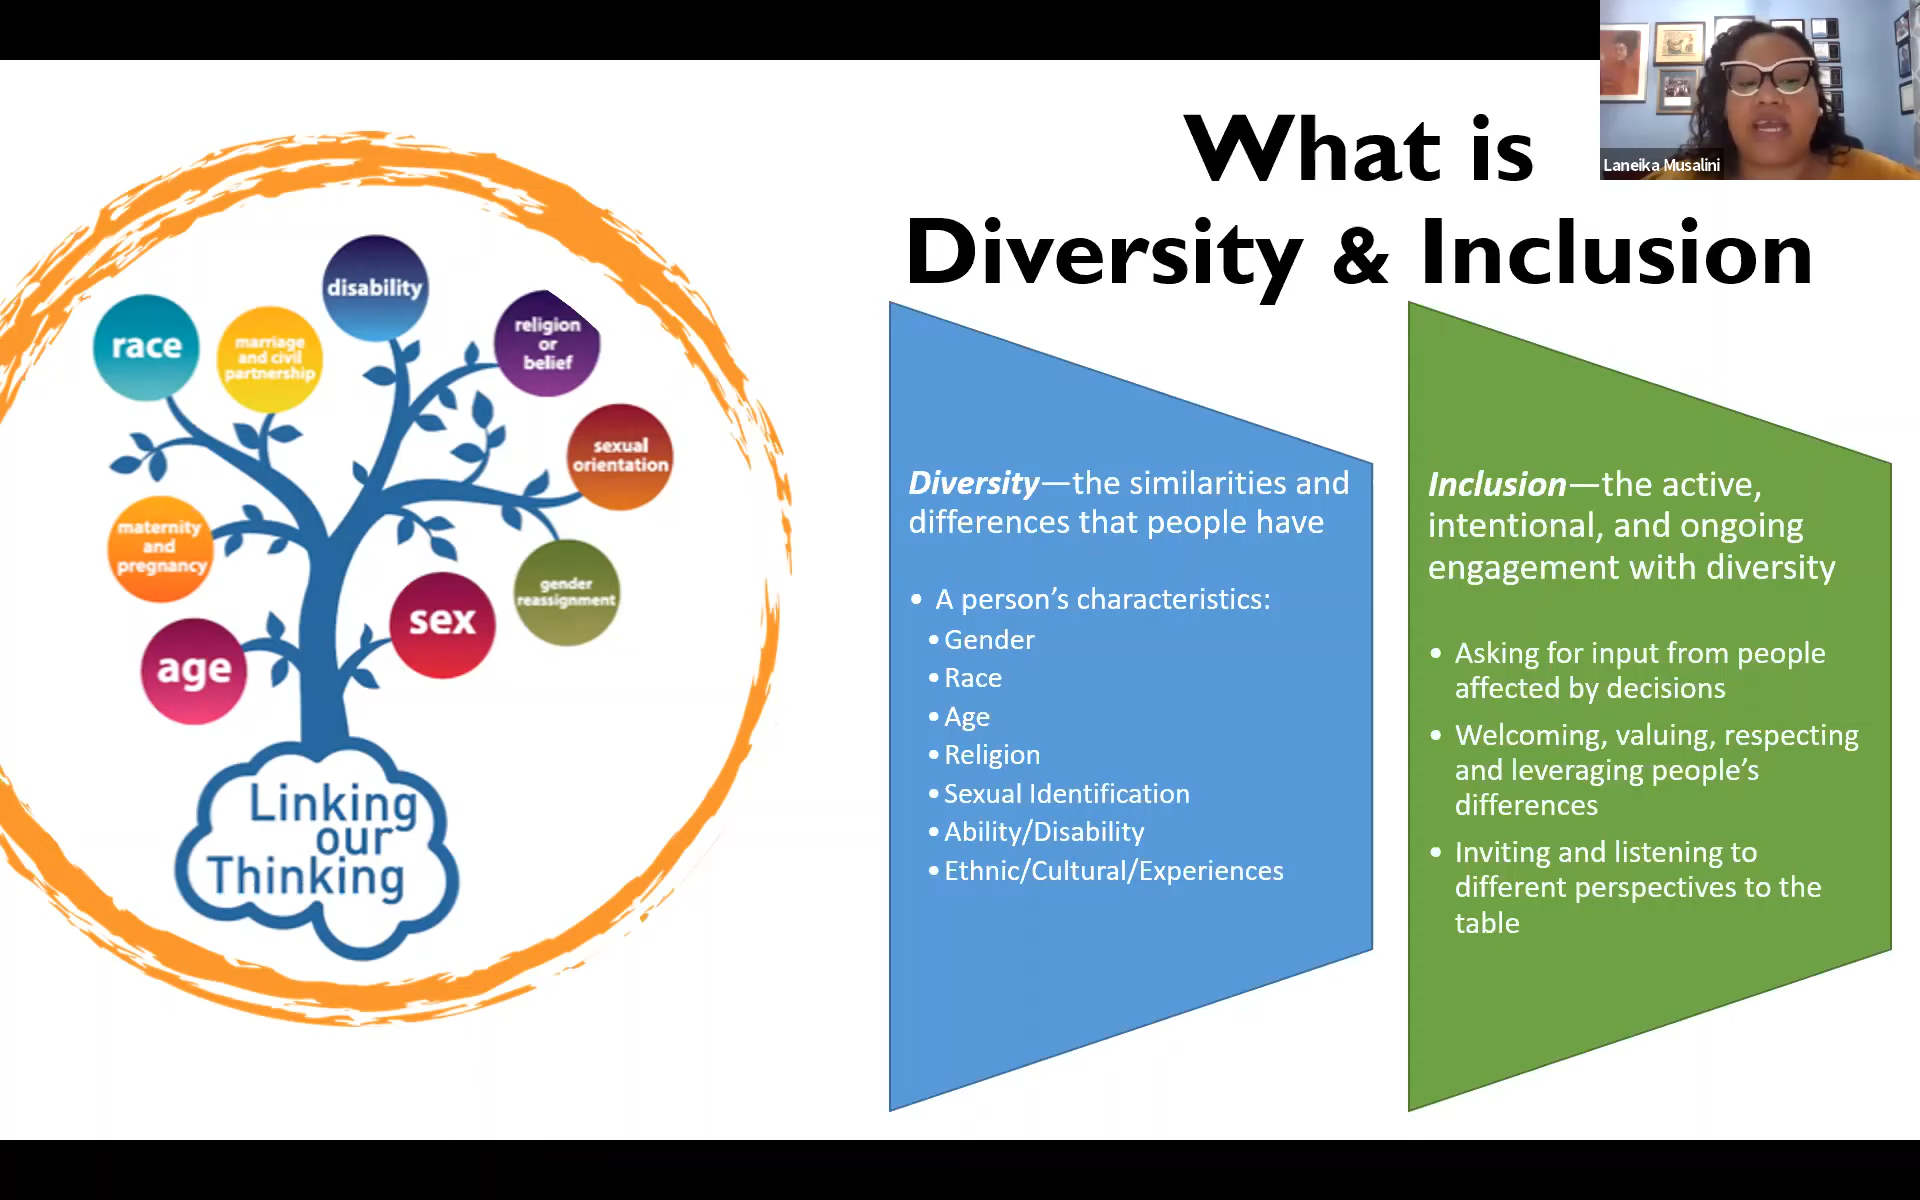 What is
Diversity & Inclusion
Laneika Musalini
disability
race
marriage
and civil
partnership
religion
or
belief
sexual
orientation
maternity
and
pregnancy
gender
reassignment
sex
age
Linking
our
Thinking
Diversity—the similarities and
differences that people have
• A person's characteristics:
• Gender
• Race
• Age
• Religion
• Sexual Identification
• Ability/Disability
• Ethnic/Cultural/Experiences
Inclusion—the active,
intentional, and ongoing
engagement with diversity
• Asking for input from people
affected by decisions
• Welcoming, valuing, respecting
and leveraging people's
differences
• Inviting and listening to
different perspectives to the
table